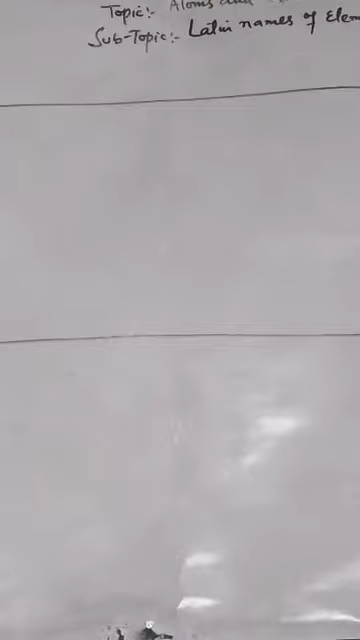 Topic:- Atoms and
Sub-Topic:- Latin names of Elem